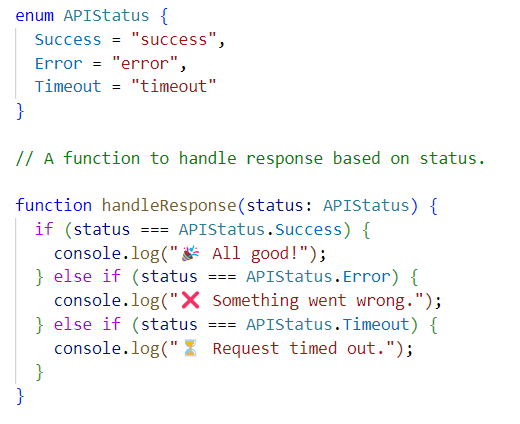 enum APIStatus {
  Success = "success",
  Error = "error",
  Timeout = "timeout"
}

// A function to handle response based on status.

function handleResponse(status: APIStatus) {
  if (status === APIStatus.Success) {
    console.log("🎉 All good!");
  } else if (status === APIStatus.Error) {
    console.log("❌ Something went wrong.");
  } else if (status === APIStatus.Timeout) {
    console.log("⏳ Request timed out.");
  }
}